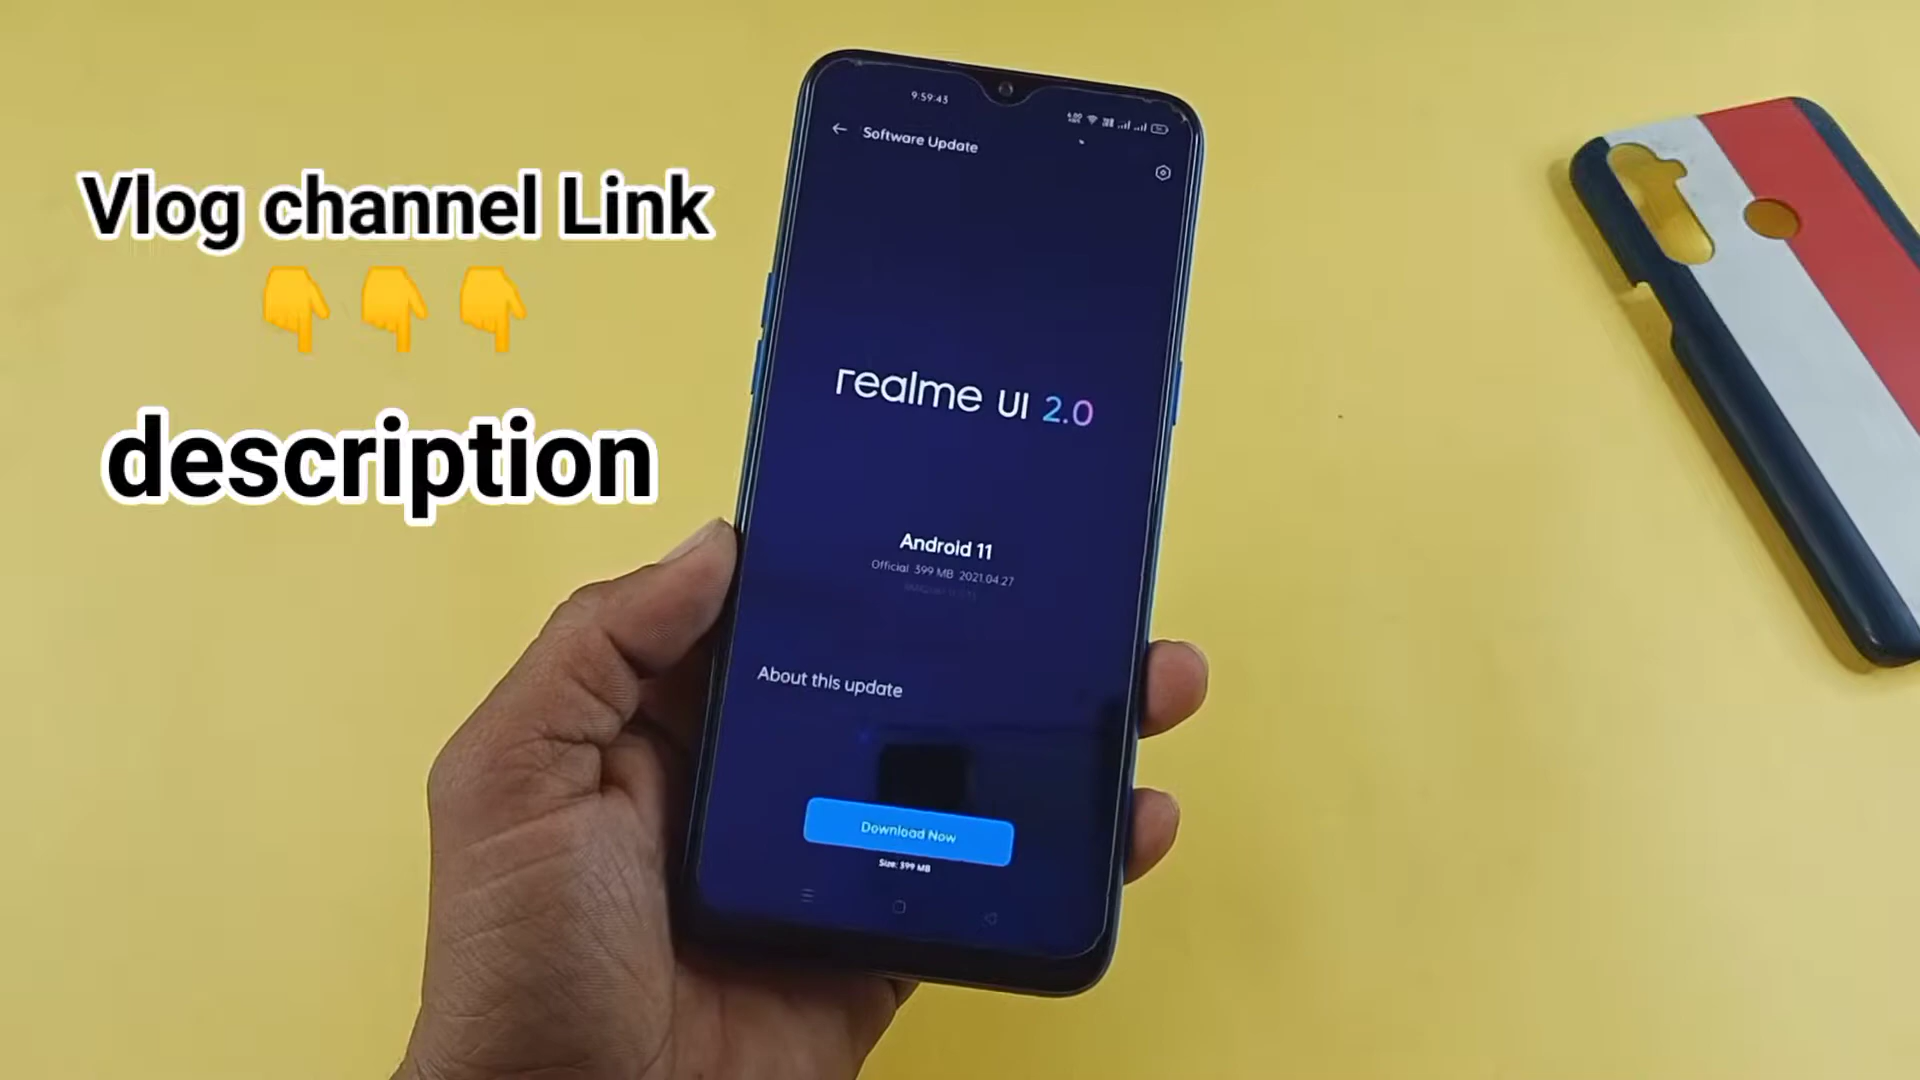 Vlog channel Link
👇👇👇
description
9:59:43
Software Update
realme UI 2.0
Android 11
Official 399 MB 2021.04.27
About this update
Download Now
Size: 399 MB